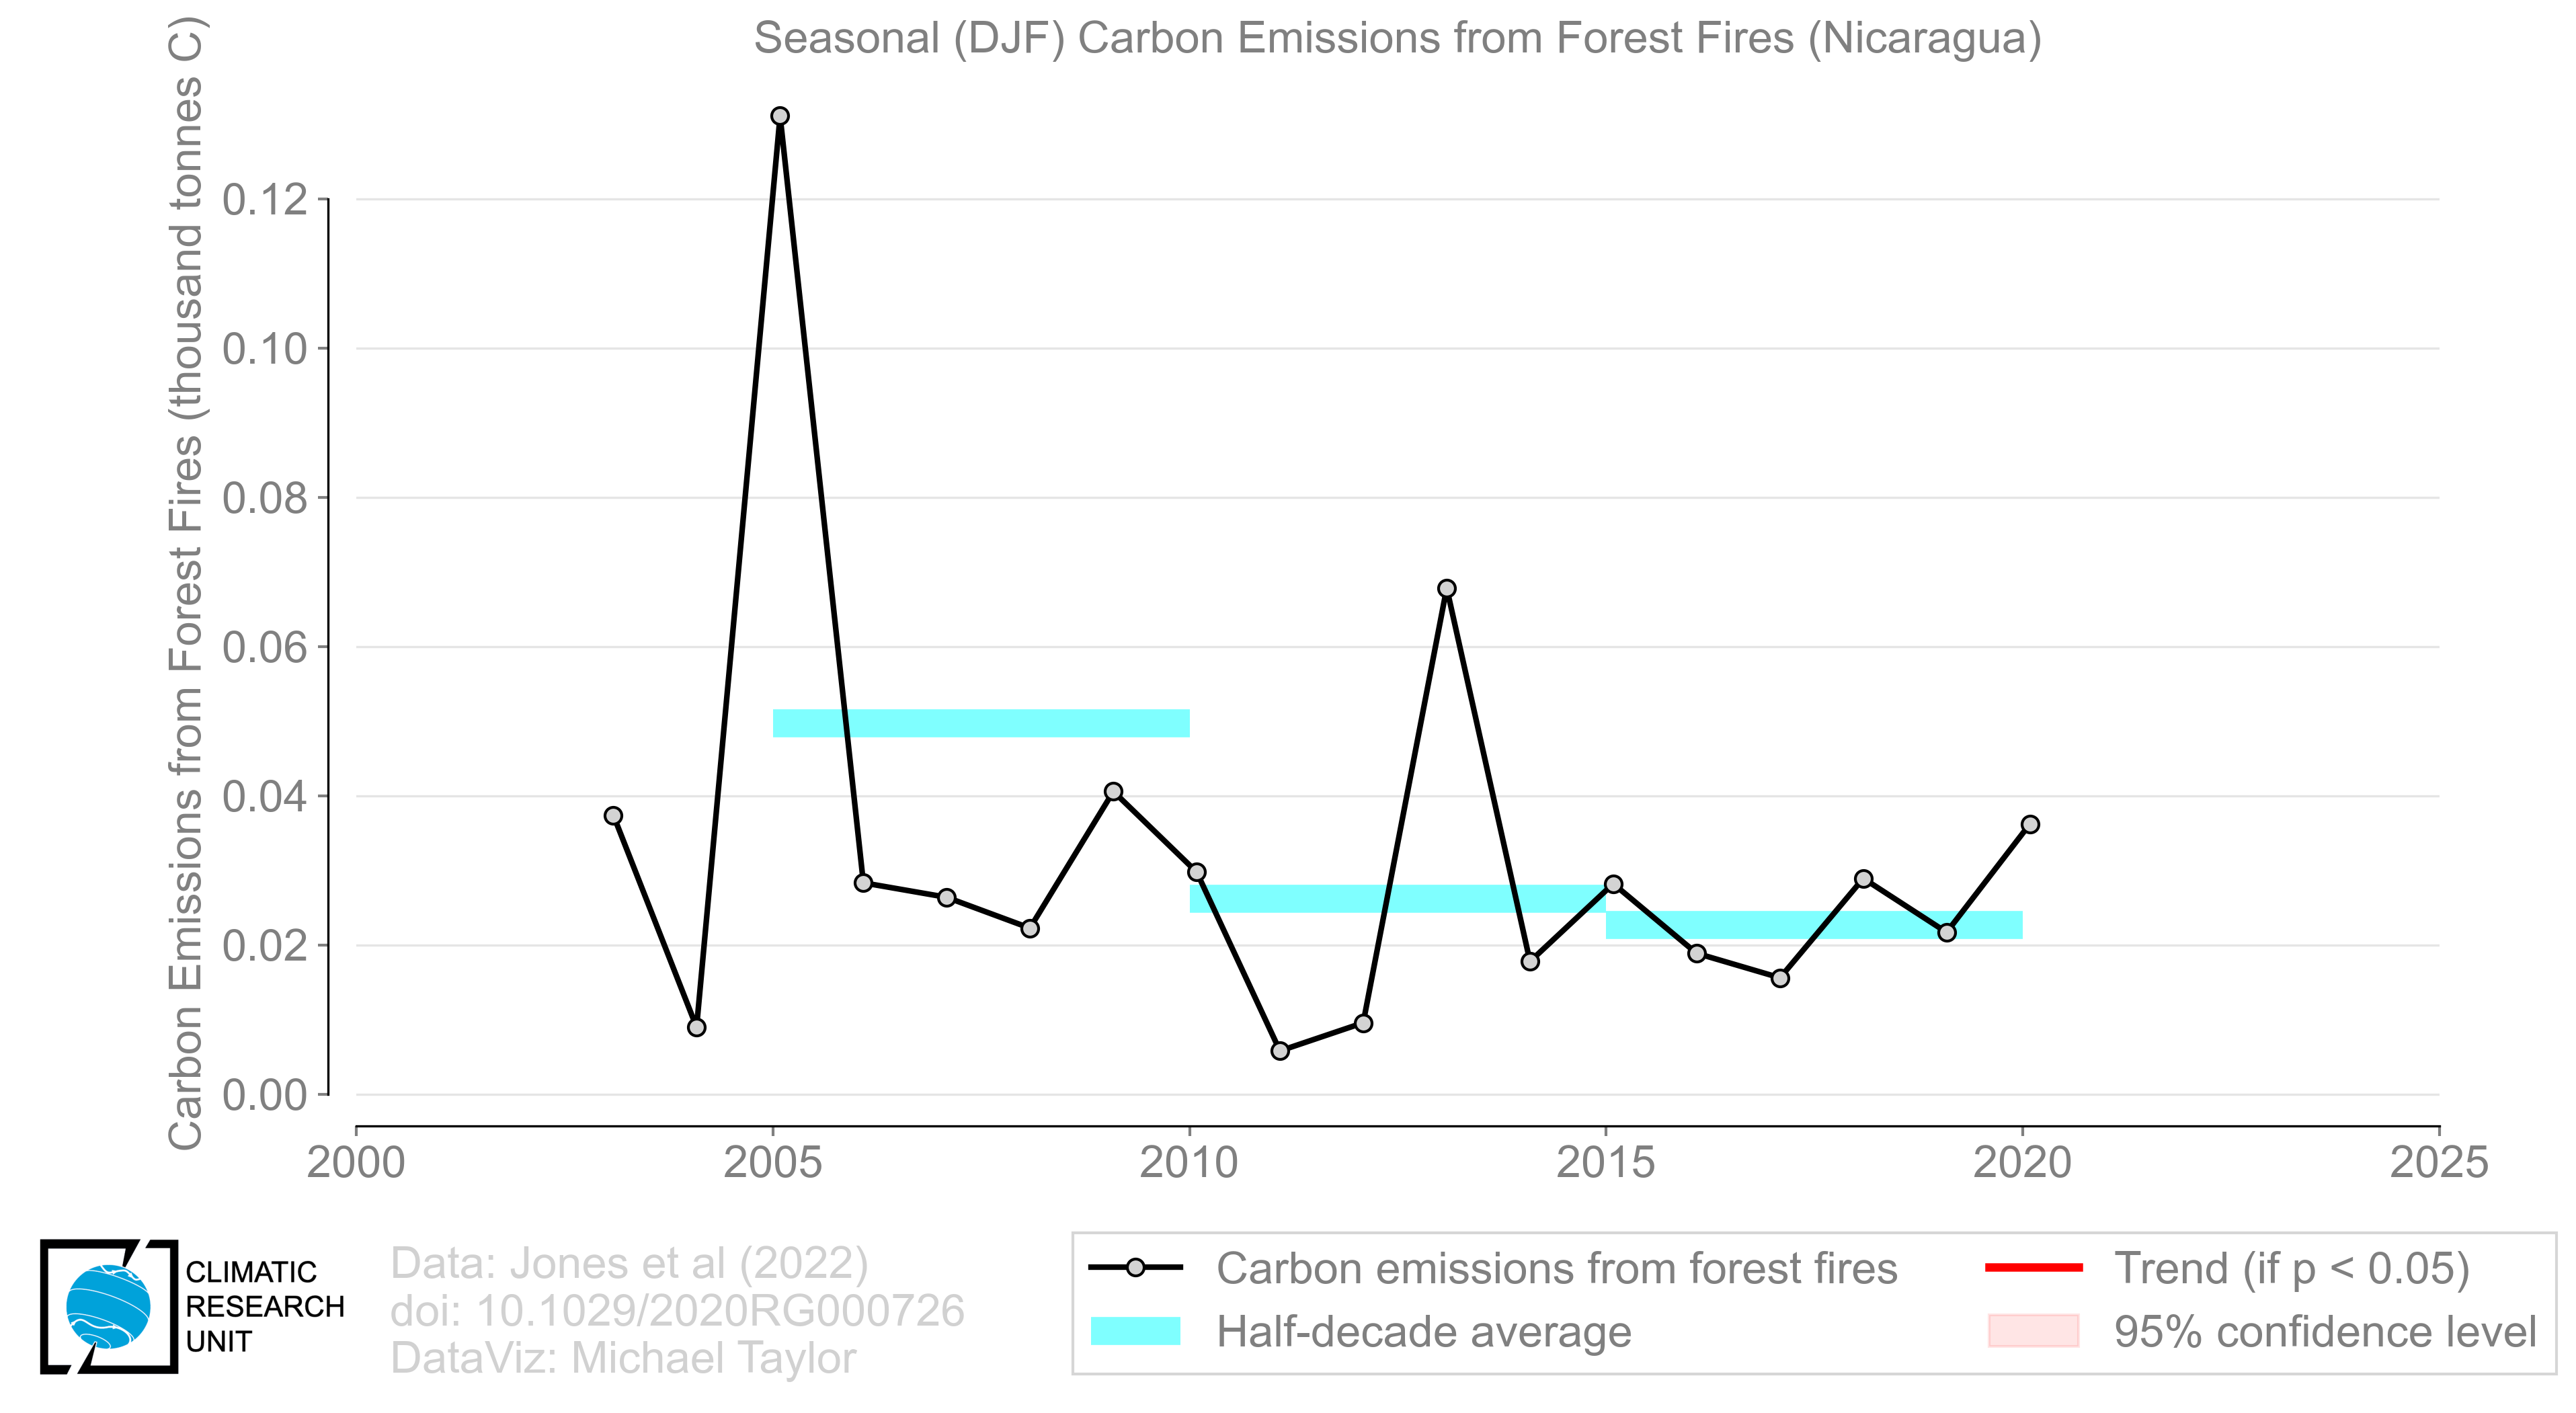 Seasonal (DJF) Carbon Emissions from Forest Fires (Nicaragua)
Carbon Emissions from Forest Fires (thousand tonnes C)
0.12
0.10
0.08
0.06
0.04
0.02
0.00
2000 2005 2010 2015 2020 2025
CLIMATIC
RESEARCH
UNIT
Data: Jones et al (2022)
doi: 10.1029/2020RG000726
DataViz: Michael Taylor
Carbon emissions from forest fires
Half-decade average
Trend (if p < 0.05)
95% confidence level